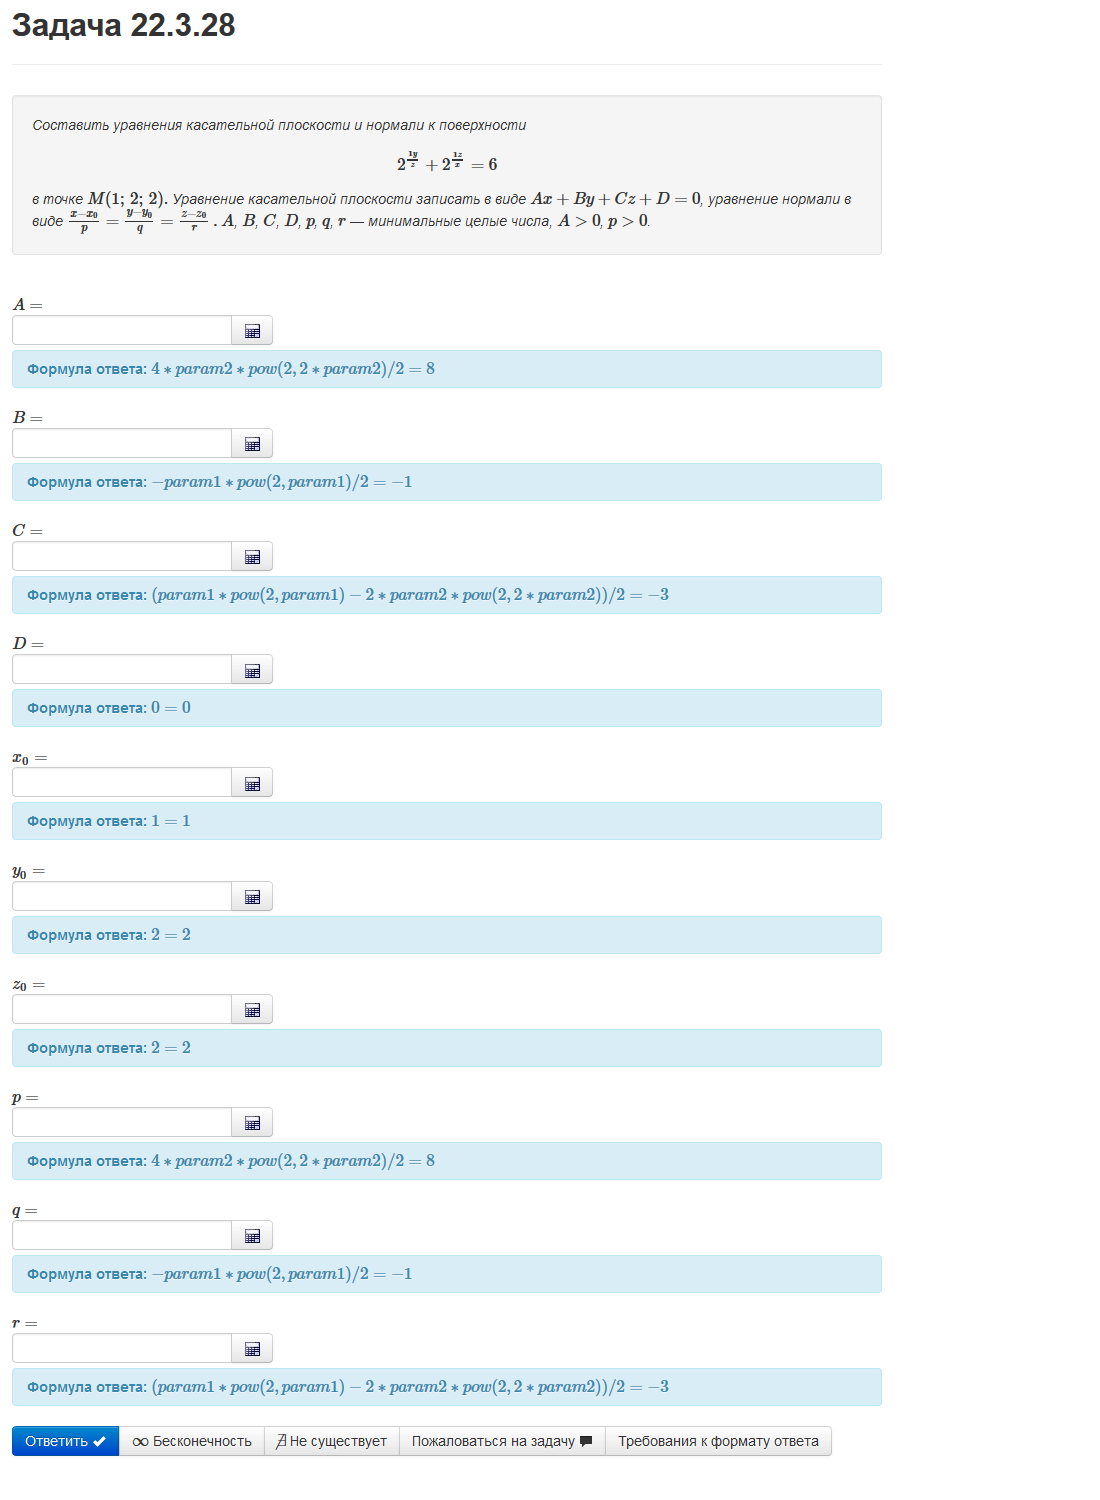 Задача 22.3.28
Составить уравнения касательной плоскости и нормали к поверхности
2^{\frac{1y}{z}} + 2^{\frac{1z}{x}} = 6
в точке M(1; 2; 2). Уравнение касательной плоскости записать в виде Ax + By + Cz + D = 0, уравнение нормали в
виде \frac{x-x_0}{p} = \frac{y-y_0}{q} = \frac{z-z_0}{r} . A, B, C, D, p, q, r — минимальные целые числа, A > 0, p > 0.
A =
Формула ответа: 4 * param2 * pow(2, 2 * param2)/2 = 8
B =
Формула ответа: −param1 * pow(2, param1)/2 = −1
C =
Формула ответа: (param1 * pow(2, param1) − 2 * param2 * pow(2, 2 * param2))/2 = −3
D =
Формула ответа: 0 = 0
x_0 =
Формула ответа: 1 = 1
y_0 =
Формула ответа: 2 = 2
z_0 =
Формула ответа: 2 = 2
p =
Формула ответа: 4 * param2 * pow(2, 2 * param2)/2 = 8
q =
Формула ответа: −param1 * pow(2, param1)/2 = −1
r =
Формула ответа: (param1 * pow(2, param1) − 2 * param2 * pow(2, 2 * param2))/2 = −3
Ответить ✔ ∞ Бесконечность ∄ Не существует Пожаловаться на задачу Требования к формату ответа